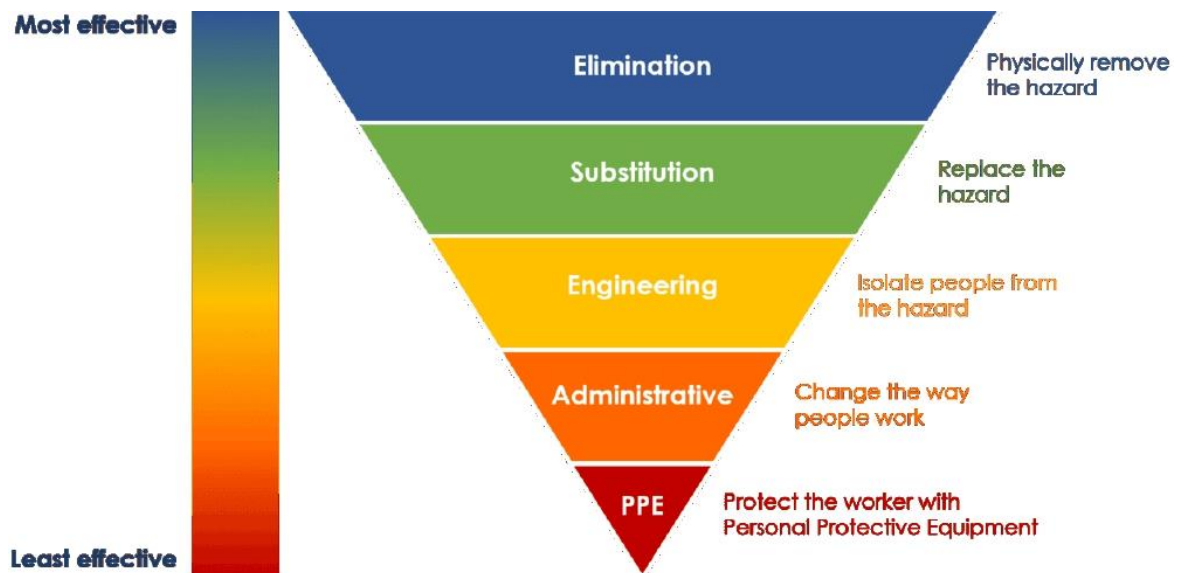 Most effective
Elimination
Physically remove
the hazard
Substitution
Replace the
hazard
Engineering
Isolate people from
the hazard
Administrative
Change the way
people work
PPE
Protect the worker with
Personal Protective Equipment
Least effective